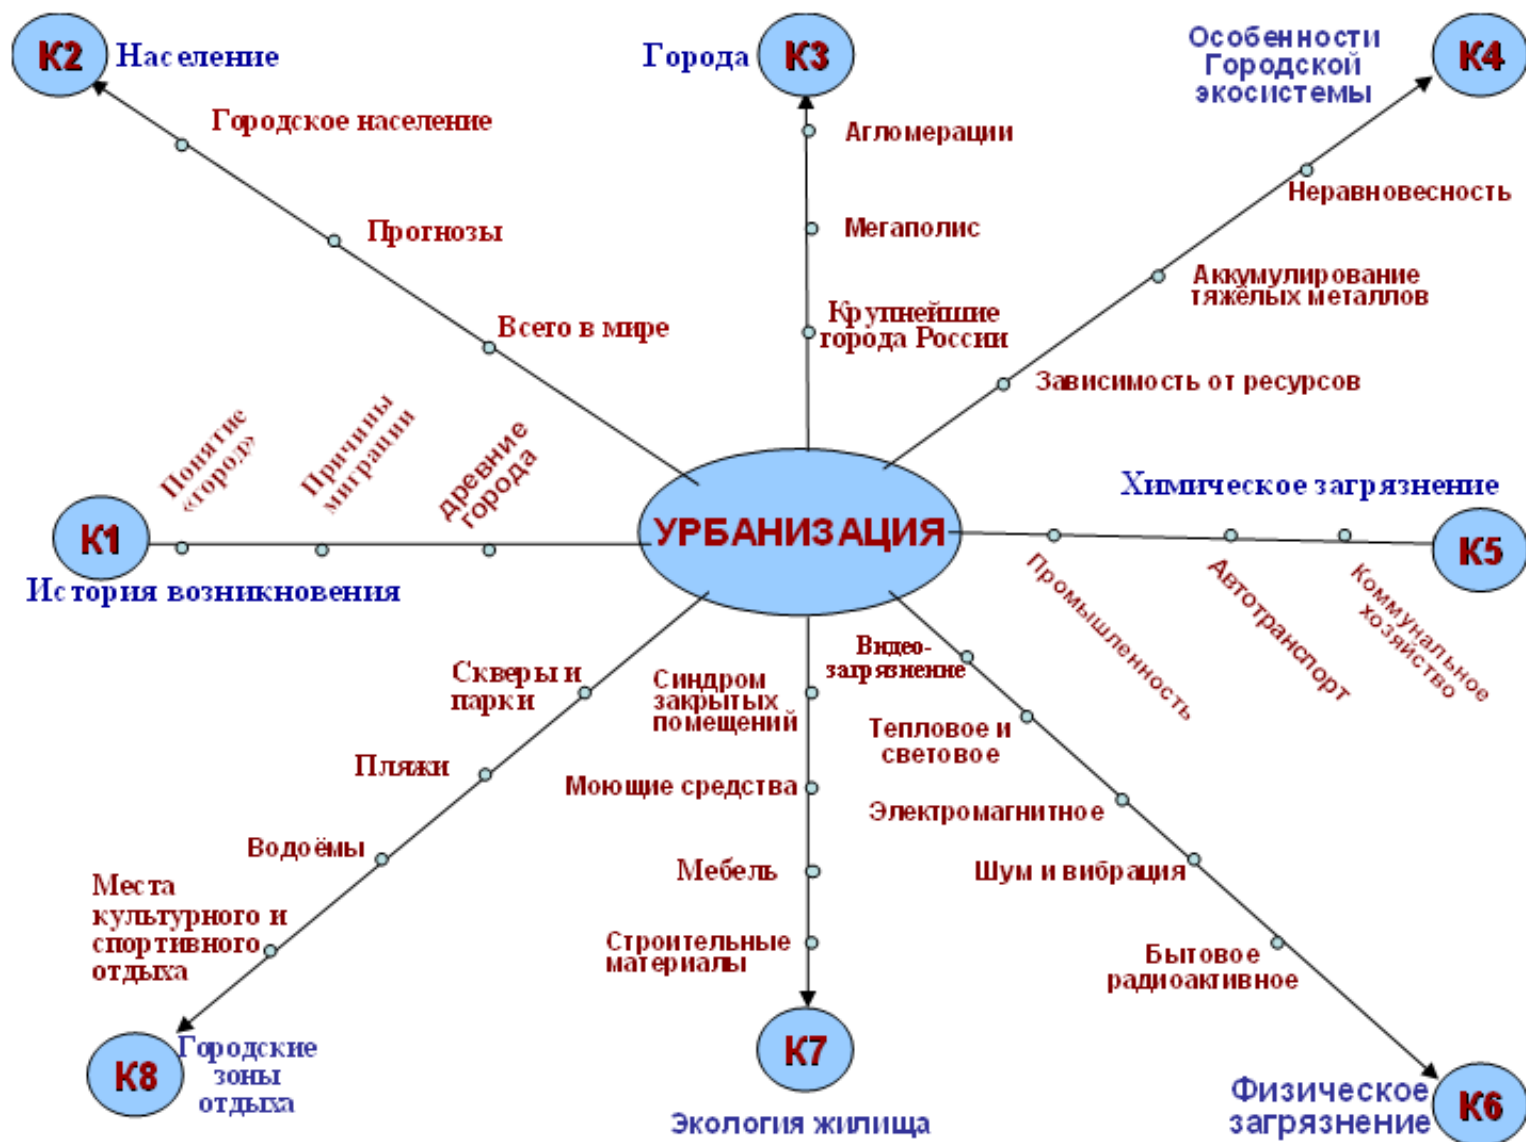 К2
Население
Городское население
Прогнозы
Всего в мире
Города
К3
Агломерации
Мегаполис
Крупнейшие
города России
Особенности
Городской
экосистемы
К4
Неравновесность
Аккумулирование
тяжёлых металлов
Зависимость от ресурсов
К1
История возникновения
Понятие
«город»
Причины
миграции
древние
города
УРБАНИЗАЦИЯ
Химическое загрязнение
К5
Промышленность
Автотранспорт
Коммунальное
хозяйство
Скверы и
парки
Пляжи
Водоёмы
Места
культурного и
спортивного
отдыха
К8
Городские
зоны
отдыха
Синдром
закрытых
помещений
Моющие средства
Мебель
Строительные
материалы
К7
Экология жилища
Видео-
загрязнение
Тепловое и
световое
Электромагнитное
Шум и вибрация
Бытовое
радиоактивное
Физическое
загрязнение
К6